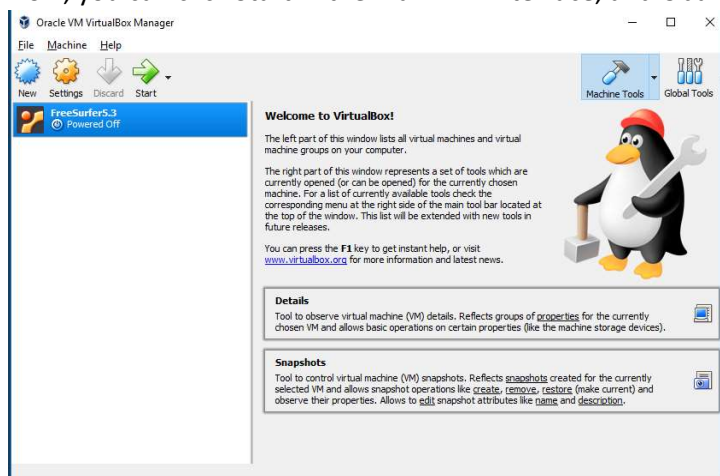 Oracle VM VirtualBox Manager
File Machine Help
New Settings Discard Start
Machine Tools Global Tools
FreeSurfer5.3
Powered Off
Welcome to VirtualBox!
The left part of this window lists all virtual machines and virtual
machine groups on your computer.
The right part of this window represents a set of tools which are
currently opened (or can be opened) for the currently chosen
machine. For a list of currently available tools check the
corresponding menu at the right side of the main tool bar located at
the top of the window. This list will be extended with new tools in
future releases.
You can press the F1 key to get instant help, or visit
www.virtualbox.org for more information and latest news.
Details
Tool to observe virtual machine (VM) details. Reflects groups of properties for the currently
chosen VM and allows basic operations on certain properties (like the machine storage devices).
Snapshots
Tool to control virtual machine (VM) snapshots. Reflects snapshots created for the currently
selected VM and allows snapshot operations like create, remove, restore (make current) and
observe their properties. Allows to edit snapshot attributes like name and description.